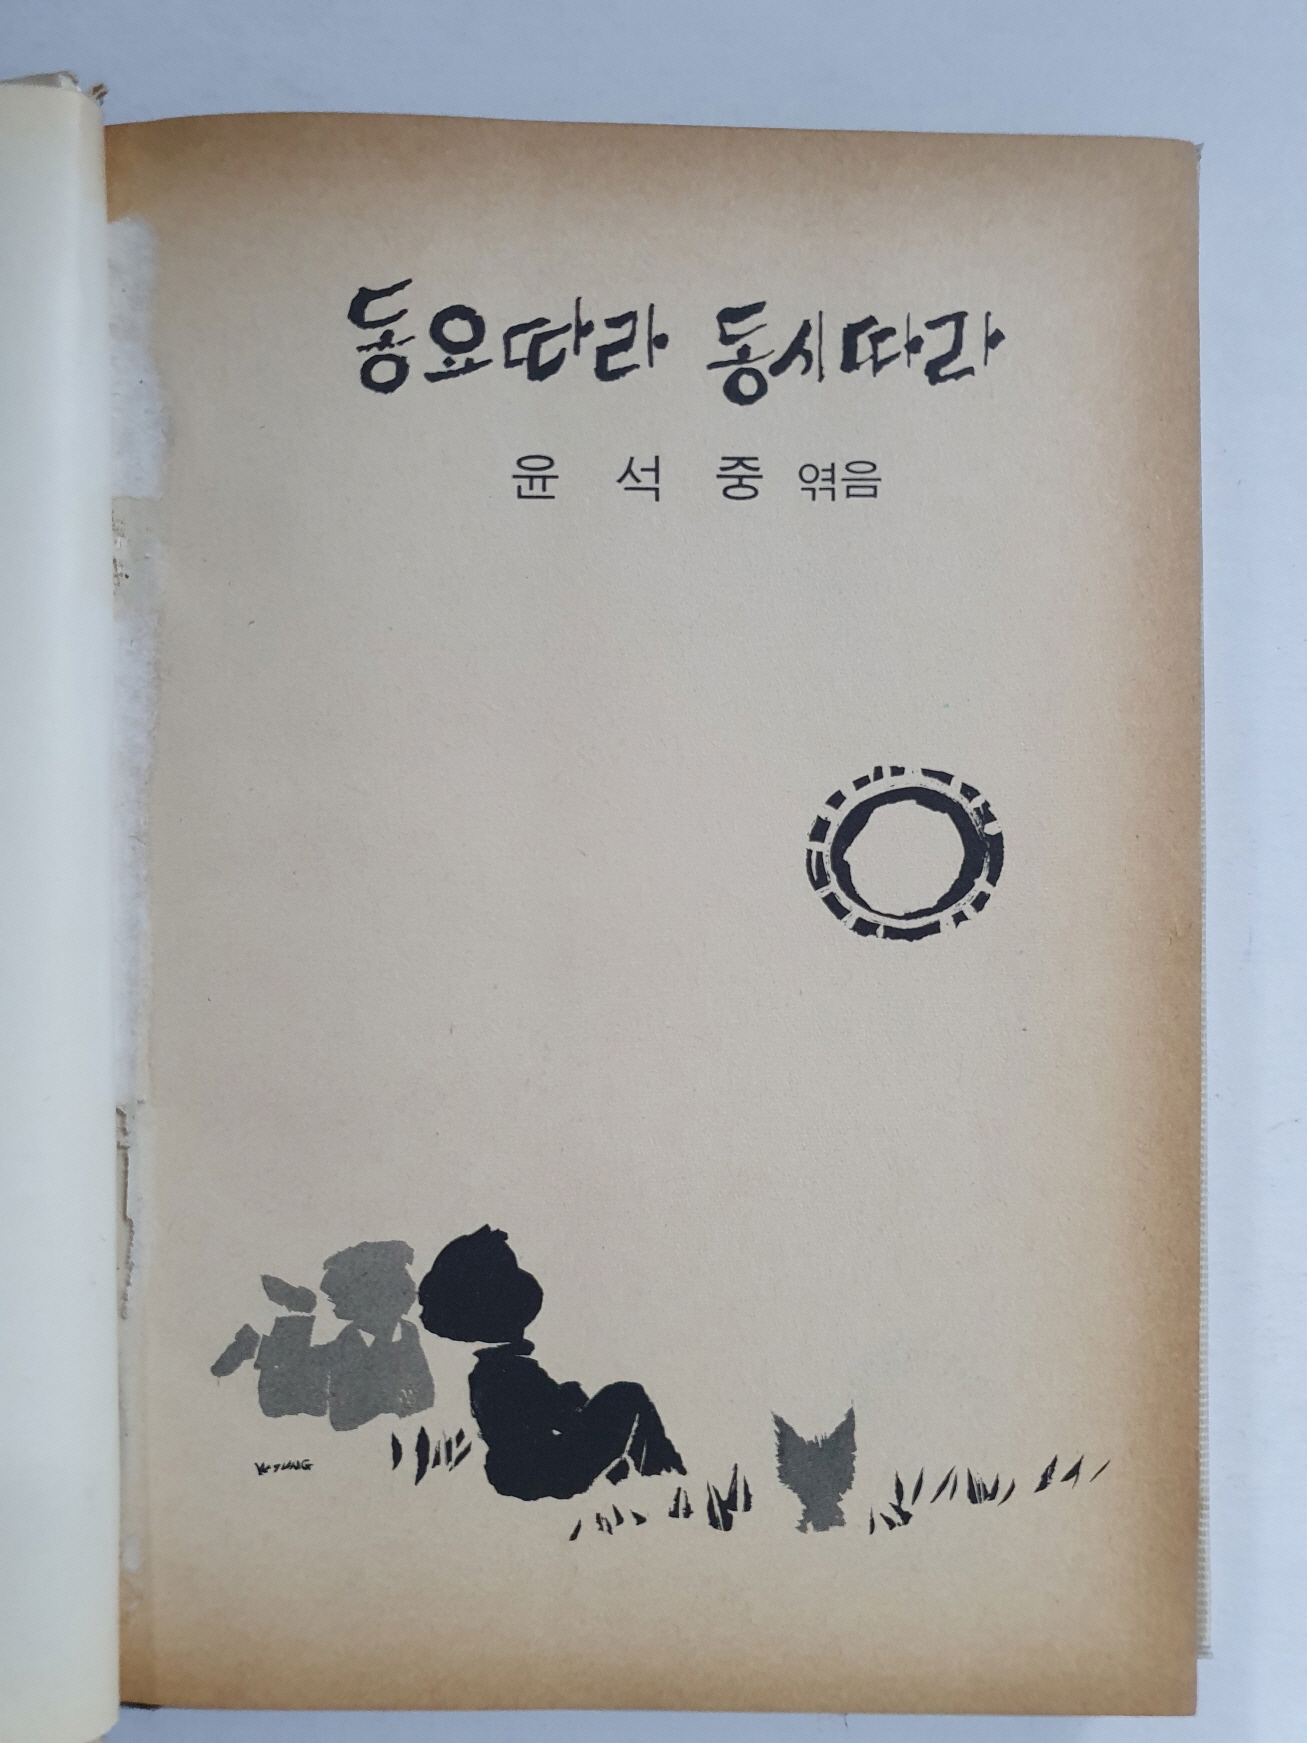 동요따라 동시따라
윤 석 중 엮음